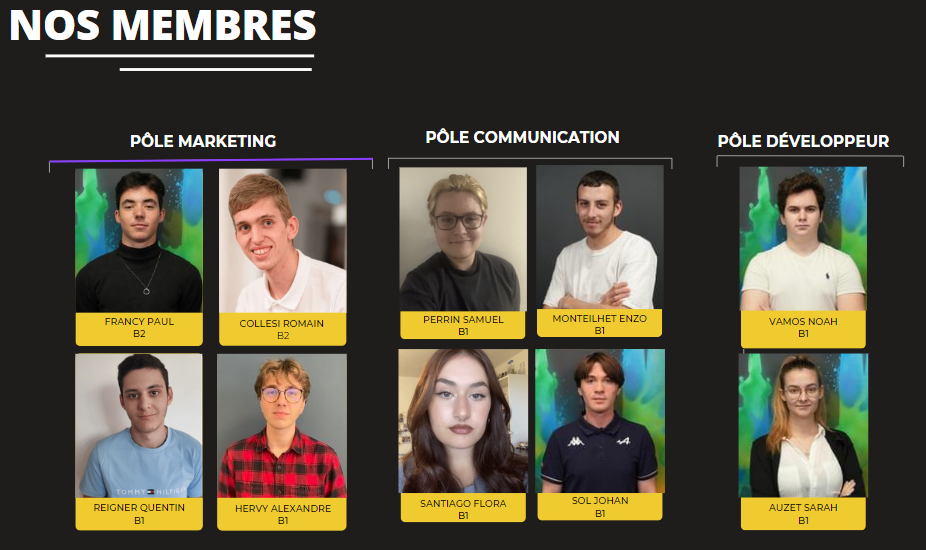 NOS MEMBRES
PÔLE MARKETING
FRANCY PAUL
B2
COLLESI ROMAIN
B2
REIGNER QUENTIN
B1
HERVY ALEXANDRE
B1
PÔLE COMMUNICATION
PERRIN SAMUEL
B1
MONTEILHET ENZO
B1
SANTIAGO FLORA
B1
SOL JOHAN
B1
PÔLE DÉVELOPPEUR
VAMOS NOAH
B1
AUZET SARAH
B1
TOMMY HILFIGER